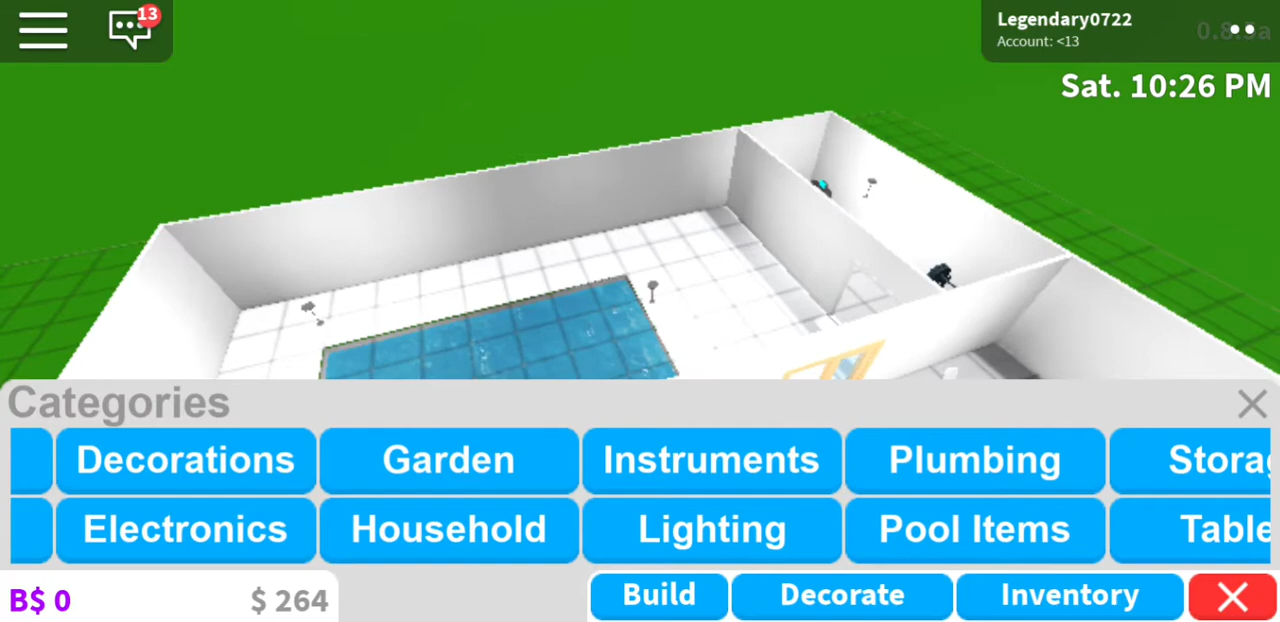 13
Legendary0722
Account: <13
Sat. 10:26 PM
Categories
Decorations Garden Instruments Plumbing
Electronics Household Lighting Pool Items Table
B$ 0 $ 264 Build Decorate Inventory